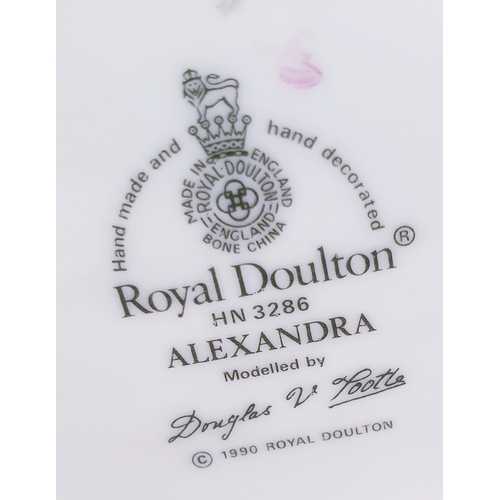 Hand made and hand decorated
MADE IN ENGLAND
ROYAL·DOULTON
ENGLAND
BONE CHINA
Royal Doulton®
HN 3286
ALEXANDRA
Modelled by
Douglas V Tootle
© 1990 ROYAL DOULTON